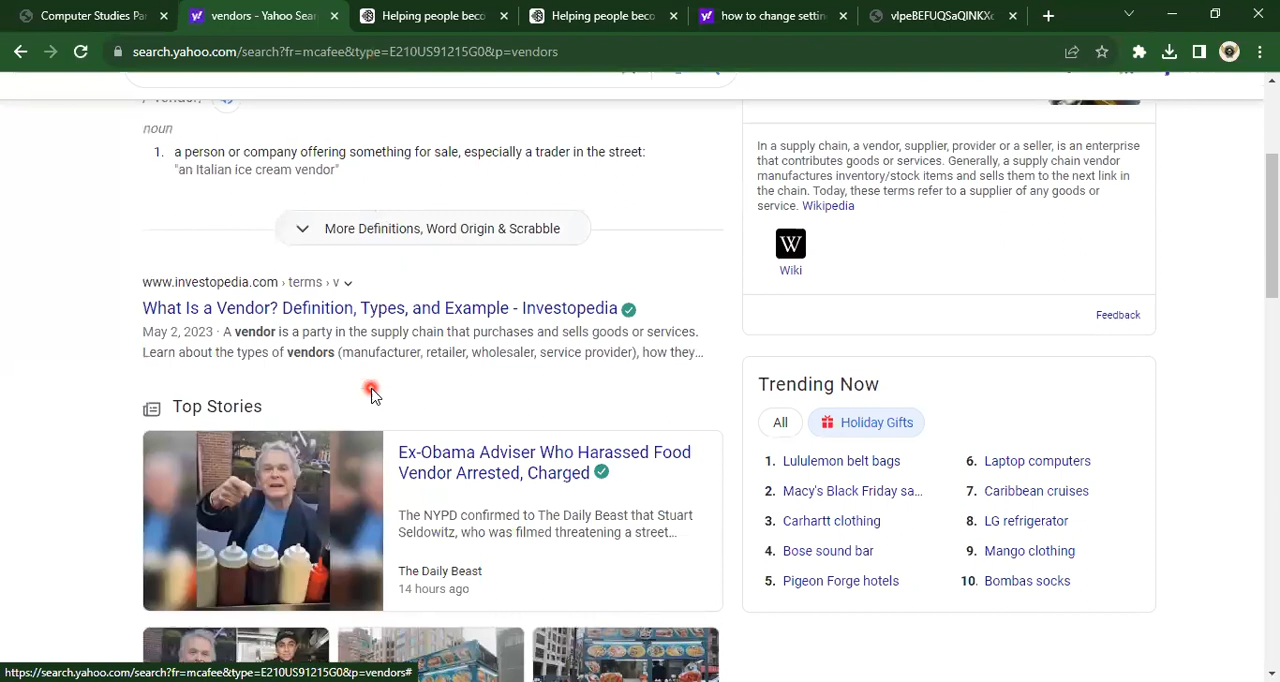 Computer Studies Pa
vendors - Yahoo Sear
Helping people beco
Helping people beco
how to change settin
search.yahoo.com/search?fr=mcafee&type=E210US91215G0&p=vendors
noun
1. a person or company offering something for sale, especially a trader in the street:
"an Italian ice cream vendor"
More Definitions, Word Origin & Scrabble
www.investopedia.com › terms › v
What Is a Vendor? Definition, Types, and Example - Investopedia
May 2, 2023 · A vendor is a party in the supply chain that purchases and sells goods or services.
Learn about the types of vendors (manufacturer, retailer, wholesaler, service provider), how they...
Top Stories
Ex-Obama Adviser Who Harassed Food
Vendor Arrested, Charged
The NYPD confirmed to The Daily Beast that Stuart
Seldowitz, who was filmed threatening a street...
The Daily Beast
14 hours ago
In a supply chain, a vendor, supplier, provider or a seller, is an enterprise
that contributes goods or services. Generally, a supply chain vendor
manufactures inventory/stock items and sells them to the next link in
the chain. Today, these terms refer to a supplier of any goods or
service. Wikipedia
W
Wiki
Feedback
Trending Now
All
Holiday Gifts
1. Lululemon belt bags
2. Macy's Black Friday sa...
3. Carhartt clothing
4. Bose sound bar
5. Pigeon Forge hotels
6. Laptop computers
7. Caribbean cruises
8. LG refrigerator
9. Mango clothing
10. Bombas socks
https://search.yahoo.com/search?fr=mcafee&type=E210US91215G0&p=vendors#